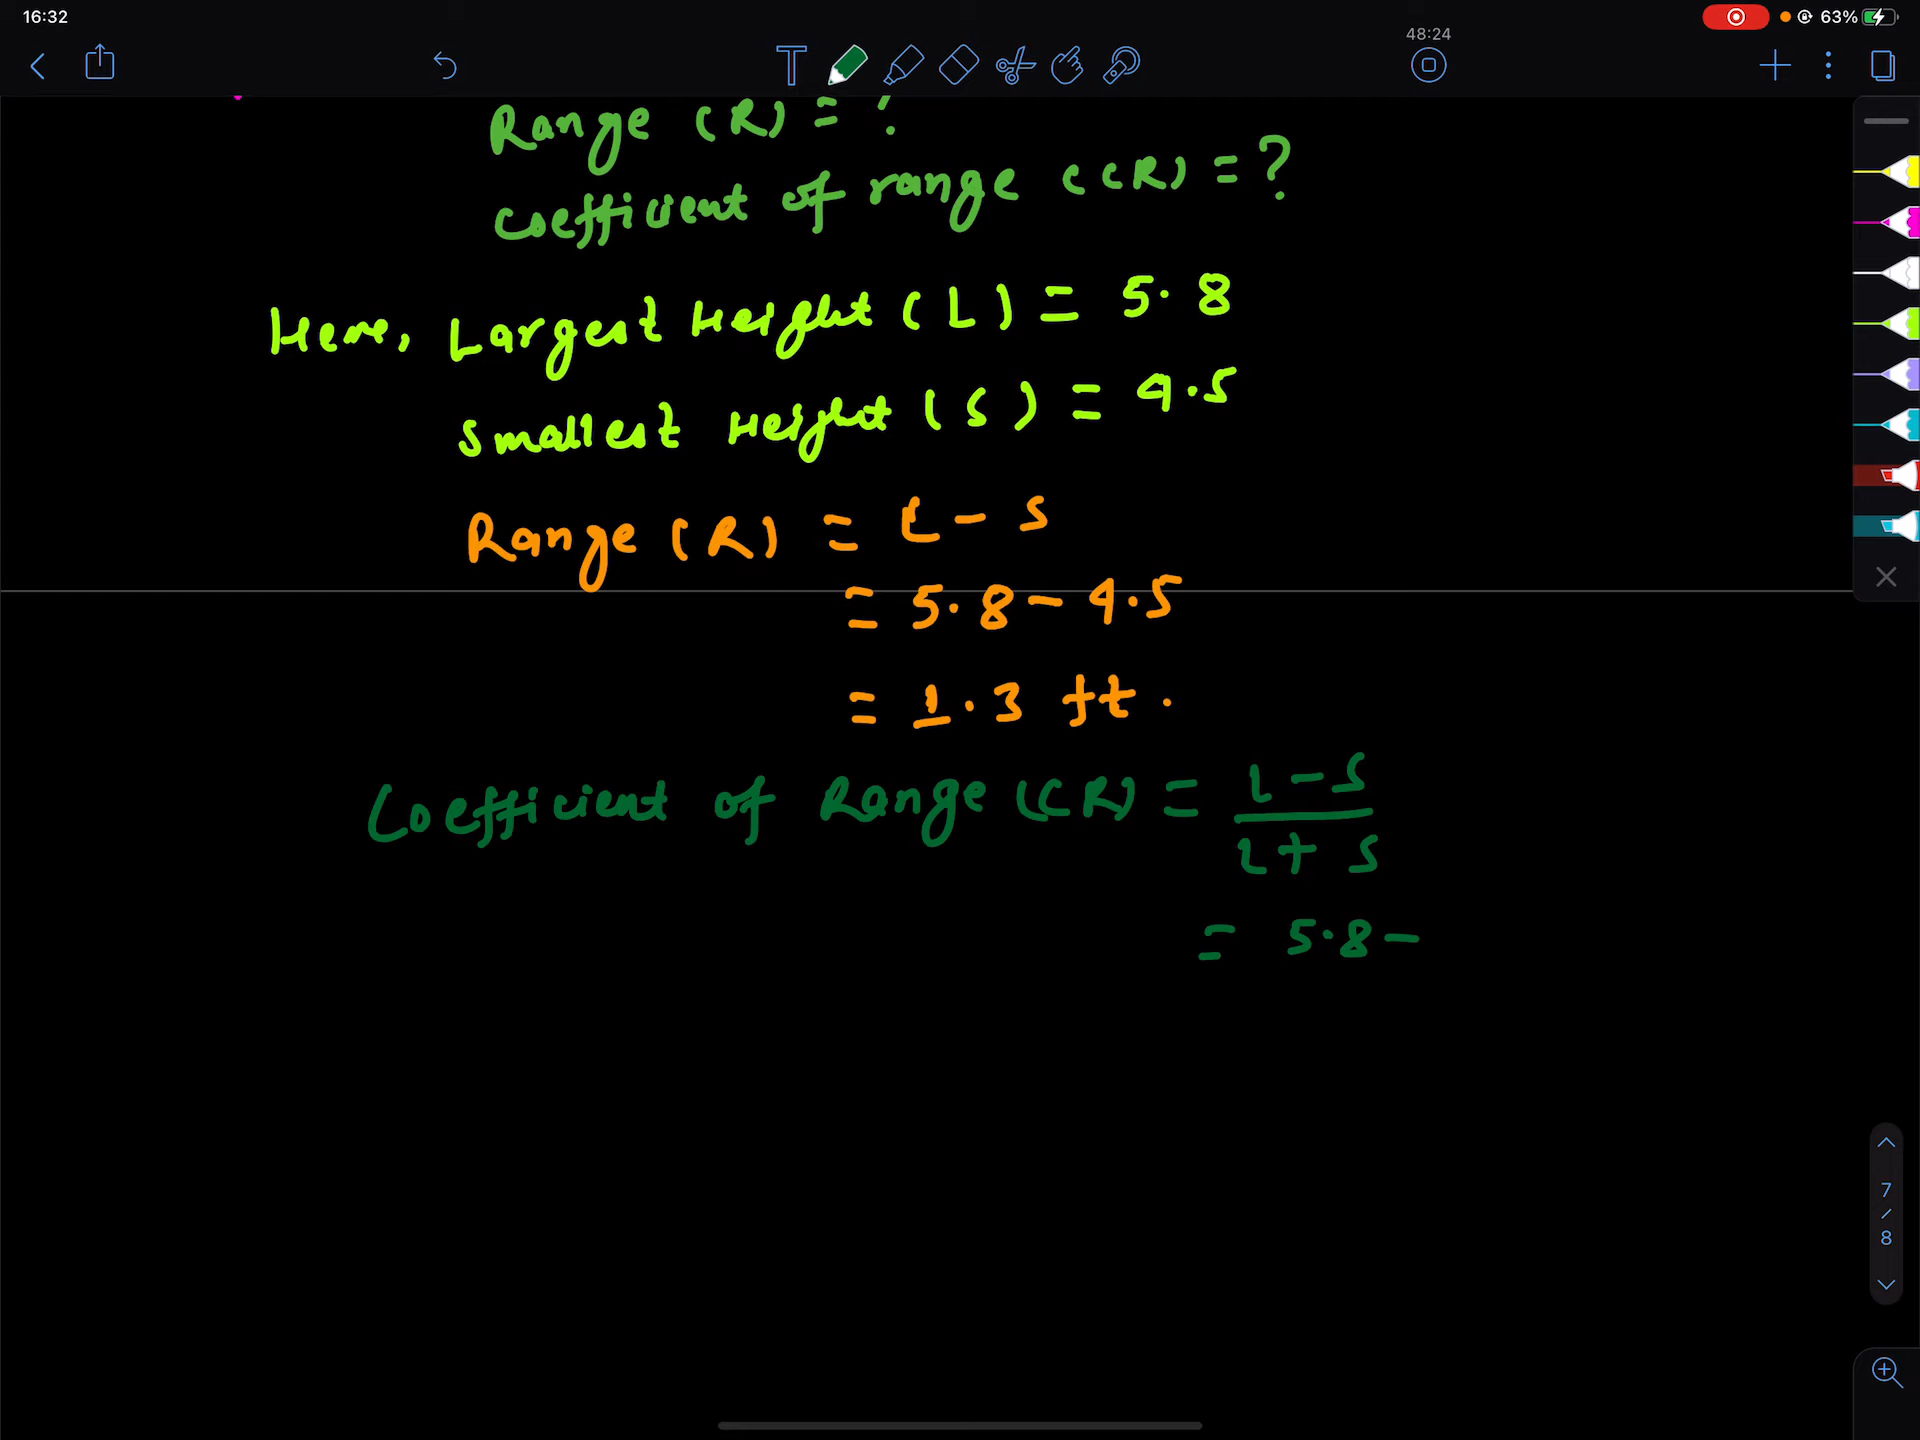 16:32
63%
48:24
Range (R) = ?
Coefficient of range (CR) = ?
Here, Largest Height (L) = 5.8
Smallest Height (S) = 4.5
Range (R) = L - S
= 5.8 - 4.5
= 1.3 ft.
Coefficient of Range (CR) = L - S
L + S
= 5.8 -
7
/
8